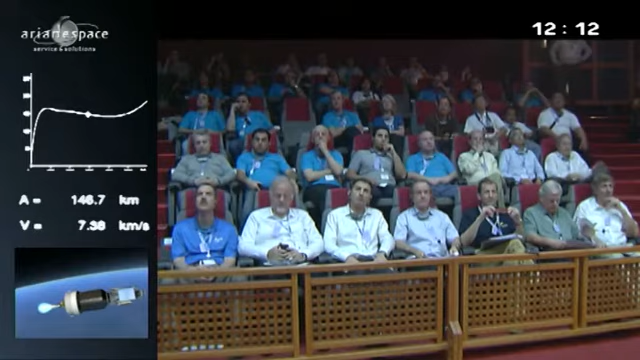 arianespace
service & solutions
12 : 12
A = 146.7 km
V = 7.38 km/s